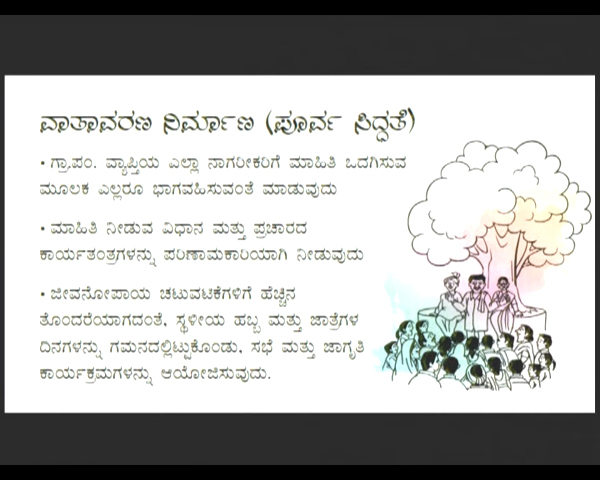 ವಾತಾವರಣ ನಿರ್ಮಾಣ (ಪೂರ್ವ ಸಿದ್ಧತೆ)
• ಗ್ರಾ.ಪಂ. ವ್ಯಾಪ್ತಿಯ ಎಲ್ಲಾ ನಾಗರೀಕರಿಗೆ ಮಾಹಿತಿ ಒದಗಿಸುವ
ಮೂಲಕ ಎಲ್ಲರೂ ಭಾಗವಹಿಸುವಂತೆ ಮಾಡುವುದು
• ಮಾಹಿತಿ ನೀಡುವ ವಿಧಾನ ಮತ್ತು ಪ್ರಚಾರದ
ಕಾರ್ಯತಂತ್ರಗಳನ್ನು ಪರಿಣಾಮಕಾರಿಯಾಗಿ ನೀಡುವುದು
• ಜೀವನೋಪಾಯ ಚಟುವಟಿಕೆಗಳಿಗೆ ಹೆಚ್ಚಿನ
ತೊಂದರೆಯಾಗದಂತೆ, ಸ್ಥಳೀಯ ಹಬ್ಬ ಮತ್ತು ಜಾತ್ರೆಗಳ
ದಿನಗಳನ್ನು ಗಮನದಲ್ಲಿಟ್ಟುಕೊಂಡು, ಸಭೆ ಮತ್ತು ಜಾಗೃತಿ
ಕಾರ್ಯಕ್ರಮಗಳನ್ನು ಆಯೋಜಿಸುವುದು.